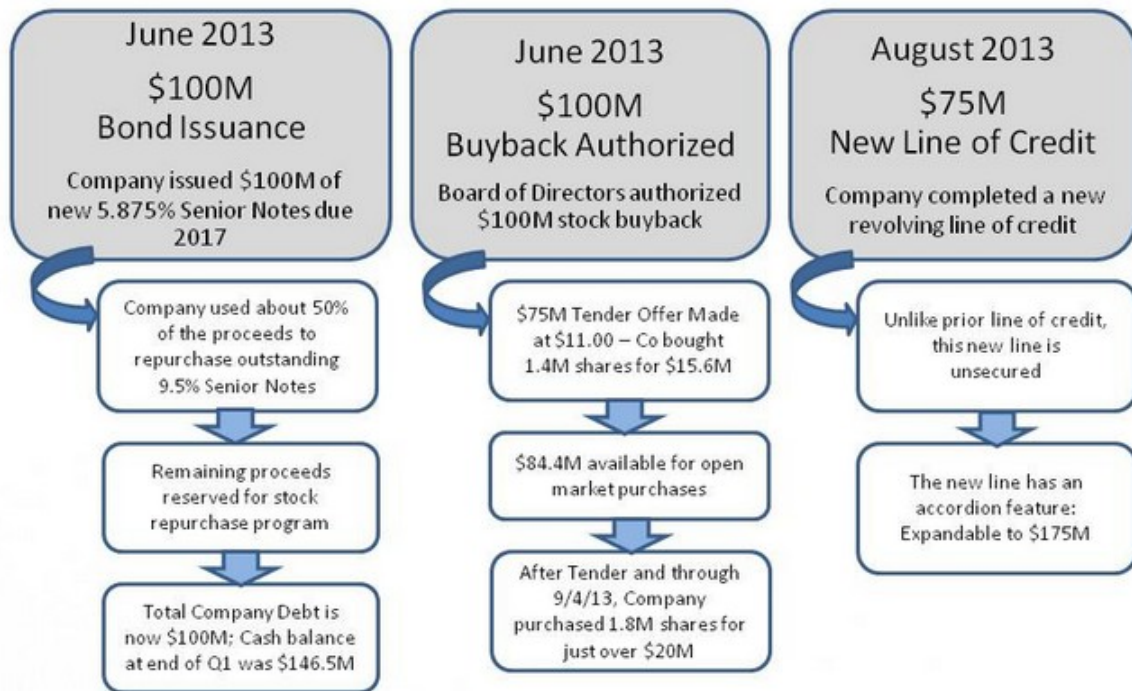 June 2013
$100M
Bond Issuance
Company issued $100M of
new 5.875% Senior Notes due
2017
Company used about 50%
of the proceeds to
repurchase outstanding
9.5% Senior Notes
Remaining proceeds
reserved for stock
repurchase program
Total Company Debt is
now $100M; Cash balance
at end of Q1 was $146.5M
June 2013
$100M
Buyback Authorized
Board of Directors authorized
$100M stock buyback
$75M Tender Offer Made
at $11.00 – Co bought
1.4M shares for $15.6M
$84.4M available for open
market purchases
After Tender and through
9/4/13, Company
purchased 1.8M shares for
just over $20M
August 2013
$75M
New Line of Credit
Company completed a new
revolving line of credit
Unlike prior line of credit,
this new line is
unsecured
The new line has an
accordion feature:
Expandable to $175M